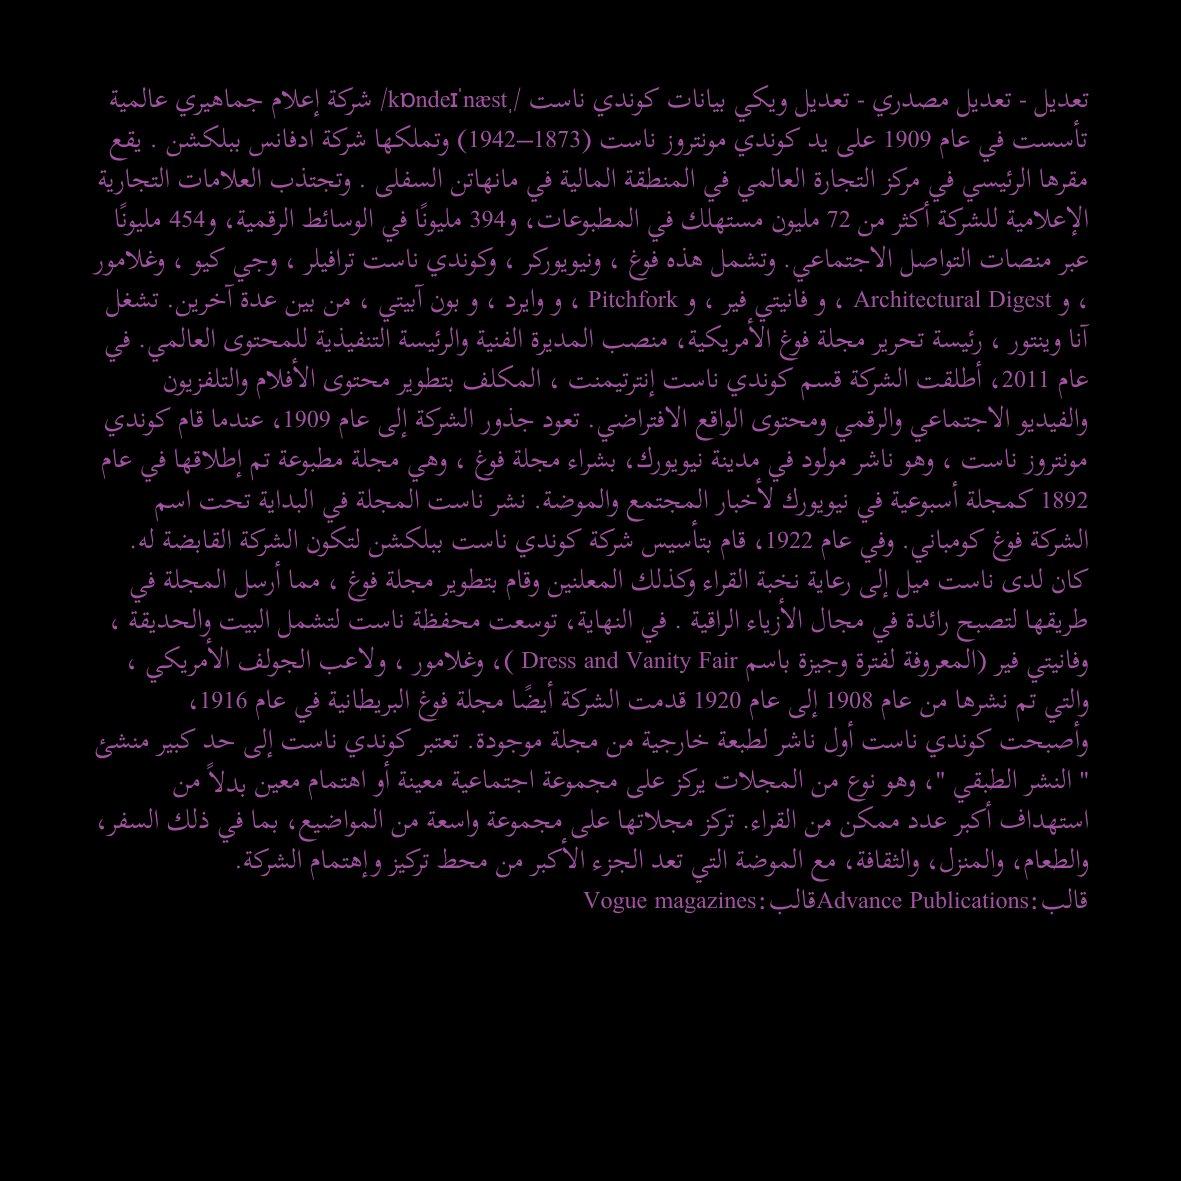 تعديل - تعديل مصدري - تعديل ويكي بيانات كوندي ناست /ˌkɒndeɪˈnæst/ شركة إعلام جماهيري عالمية
تأسست في عام 1909 على يد كوندي مونتروز ناست (1873–1942) وتملكها شركة ادفانس ببلكشن . يقع
مقرها الرئيسي في مركز التجارة العالمي في المنطقة المالية في مانهاتن السفلى . وتجتذب العلامات التجارية
الإعلامية للشركة أكثر من 72 مليون مستهلك في المطبوعات، و394 مليونًا في الوسائط الرقمية، و454 مليونًا
عبر منصات التواصل الاجتماعي. وتشمل هذه فوغ ، ونيويوركر ، وكوندي ناست ترافيلر ، وجي كيو ، وغلامور
، و Architectural Digest ، و فانيتي فير ، و Pitchfork ، و وايرد ، و بون آبيتي ، من بين عدة آخرين. تشغل
آنا وينتور ، رئيسة تحرير مجلة فوغ الأمريكية، منصب المديرة الفنية والرئيسة التنفيذية للمحتوى العالمي. في
عام 2011، أطلقت الشركة قسم كوندي ناست إنترتيمنت ، المكلف بتطوير محتوى الأفلام والتلفزيون
والفيديو الاجتماعي والرقمي ومحتوى الواقع الافتراضي. تعود جذور الشركة إلى عام 1909، عندما قام كوندي
مونتروز ناست ، وهو ناشر مولود في مدينة نيويورك، بشراء مجلة فوغ ، وهي مجلة مطبوعة تم إطلاقها في عام
1892 كمجلة أسبوعية في نيويورك لأخبار المجتمع والموضة. نشر ناست المجلة في البداية تحت اسم
الشركة فوغ كومباني. وفي عام 1922، قام بتأسيس شركة كوندي ناست ببلكشن لتكون الشركة القابضة له.
كان لدى ناست ميل إلى رعاية نخبة القراء وكذلك المعلنين وقام بتطوير مجلة فوغ ، مما أرسل المجلة في
طريقها لتصبح رائدة في مجال الأزياء الراقية . في النهاية، توسعت محفظة ناست لتشمل البيت والحديقة ،
وفانيتي فير (المعروفة لفترة وجيزة باسم Dress and Vanity Fair )، وغلامور ، ولاعب الجولف الأمريكي ،
والتي تم نشرها من عام 1908 إلى عام 1920 قدمت الشركة أيضًا مجلة فوغ البريطانية في عام 1916،
وأصبحت كوندي ناست أول ناشر لطبعة خارجية من مجلة موجودة. تعتبر كوندي ناست إلى حد كبير منشئ
" النشر الطبقي "، وهو نوع من المجلات يركز على مجموعة اجتماعية معينة أو اهتمام معين بدلاً من
استهداف أكبر عدد ممكن من القراء. تركز مجلاتها على مجموعة واسعة من المواضيع، بما في ذلك السفر،
والطعام، والمنزل، والثقافة، مع الموضة التي تعد الجزء الأكبر من محط تركيز وإهتمام الشركة.
قالب:Advance Publicationsقالب:Vogue magazines